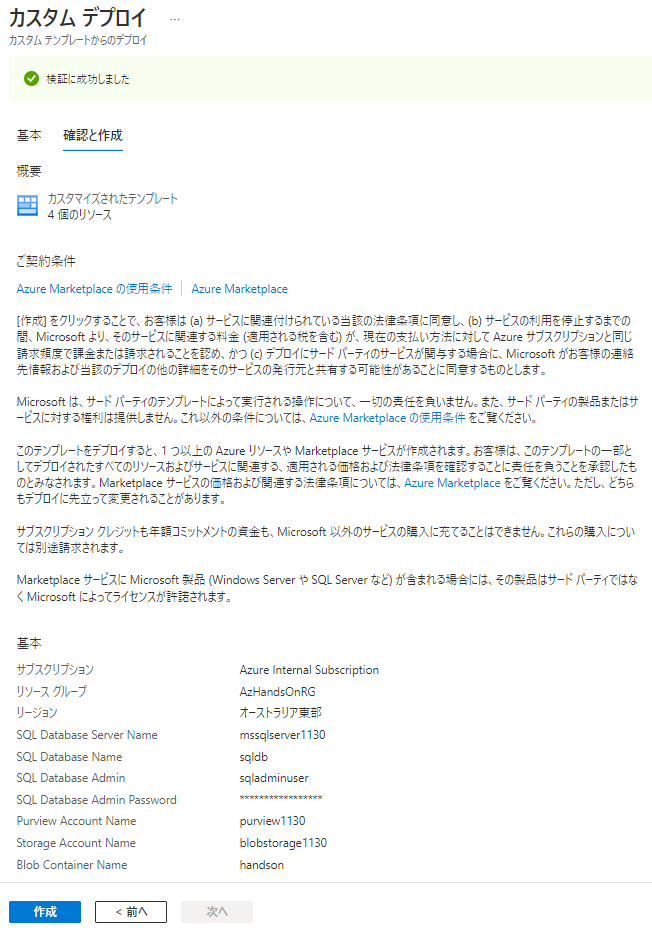 カスタム デプロイ ...
カスタム テンプレートからのデプロイ
検証に成功しました
基本 確認と作成
概要
カスタマイズされたテンプレート
4 個のリソース
ご契約条件
Azure Marketplace の使用条件 Azure Marketplace
[作成] をクリックすることで、お客様は (a) サービスに関連付けられている当該の法律条項に同意し、(b) サービスの利用を停止するまでの
間、Microsoft より、そのサービスに関連する料金 (適用される税を含む) が、現在の支払い方法に対して Azure サブスクリプションと同じ
請求頻度で課金または請求されることを認め、かつ (c) デプロイにサード パーティのサービスが関与する場合に、Microsoft がお客様の連絡
先情報および当該のデプロイの他の詳細をそのサービスの発行元と共有する可能性があることに同意するものとします。
Microsoft は、サード パーティのテンプレートによって実行される操作について、一切の責任を負いません。また、サード パーティの製品またはサ
ービスに対する権利は提供しません。これ以外の条件については、Azure Marketplace の使用条件 をご覧ください。
このテンプレートをデプロイすると、1 つ以上の Azure リソースや Marketplace サービスが作成されます。お客様は、このテンプレートの一部と
してデプロイされたすべてのリソースおよびサービスに関連する、適用される価格および法律条項を確認することに責任を負うことを承認したも
のとみなされます。Marketplace サービスの価格および関連する法律条項については、Azure Marketplace をご覧ください。ただし、どちら
もデプロイに先立って変更されることがあります。
サブスクリプション クレジットも年額コミットメントの資金も、Microsoft 以外のサービスの購入に充てることはできません。これらの購入につい
ては別途請求されます。
Marketplace サービスに Microsoft 製品 (Windows Server や SQL Server など) が含まれる場合には、その製品はサード パーティではな
く Microsoft によってライセンスが許諾されます。
基本
サブスクリプション Azure Internal Subscription
リソース グループ AzHandsOnRG
リージョン オーストラリア東部
SQL Database Server Name mssqlserver1130
SQL Database Name sqldb
SQL Database Admin sqladminuser
SQL Database Admin Password *****************
Purview Account Name purview1130
Storage Account Name blobstorage1130
Blob Container Name handson
作成 < 前へ 次へ